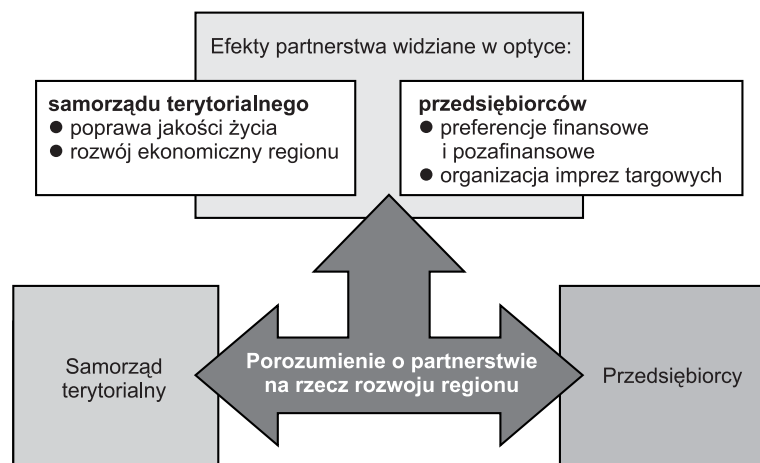 Efekty partnerstwa widziane w optyce:
samorządu terytorialnego
● poprawa jakości życia
● rozwój ekonomiczny regionu
przedsiębiorców
● preferencje finansowe
i pozafinansowe
● organizacja imprez targowych
Samorząd
terytorialny
Porozumienie o partnerstwie
na rzecz rozwoju regionu
Przedsiębiorcy